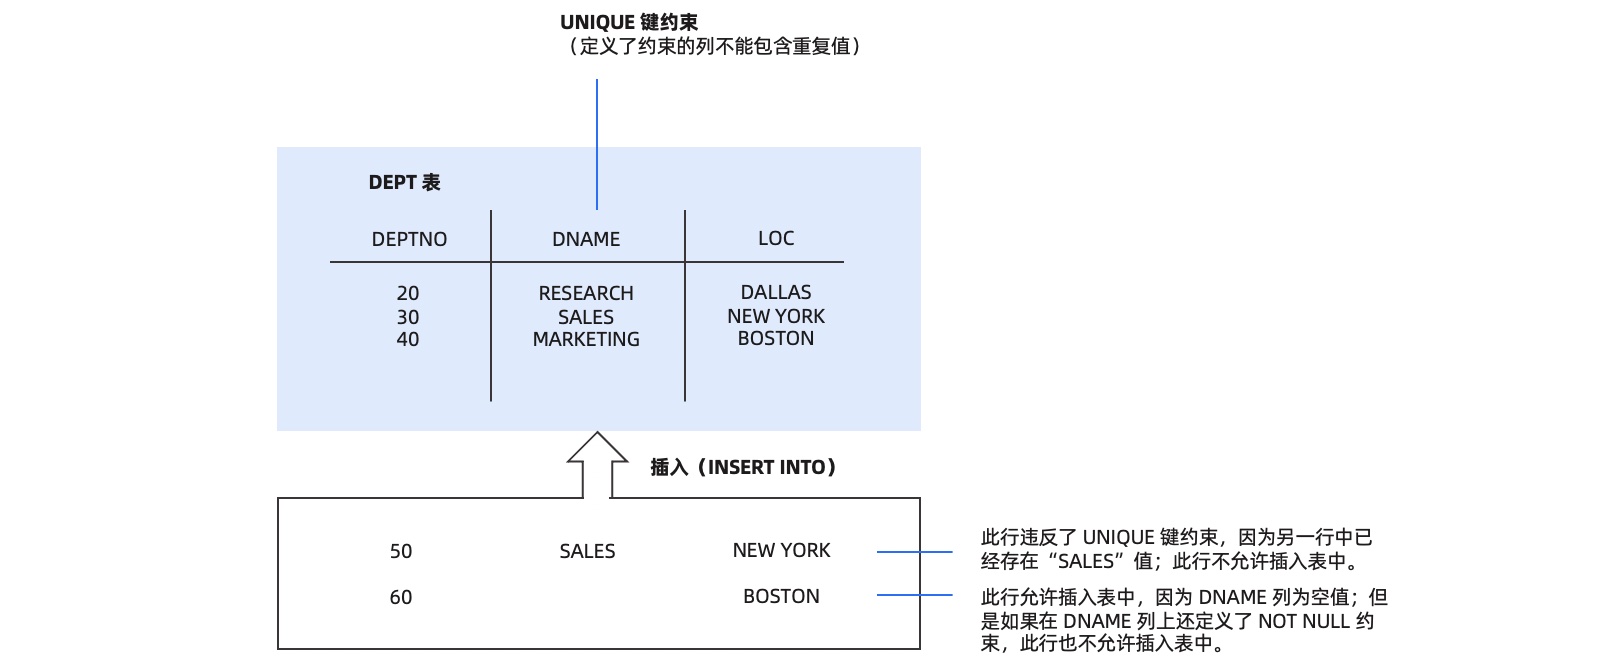 UNIQUE 键约束
（定义了约束的列不能包含重复值）
DEPT 表
DEPTNO DNAME LOC
20 RESEARCH DALLAS
30 SALES NEW YORK
40 MARKETING BOSTON
插入（INSERT INTO）
50 SALES NEW YORK
此行违反了 UNIQUE 键约束，因为另一行中已
经存在“SALES”值；此行不允许插入表中。
60 BOSTON
此行允许插入表中，因为 DNAME 列为空值；但
是如果在 DNAME 列上还定义了 NOT NULL 约
束，此行也不允许插入表中。